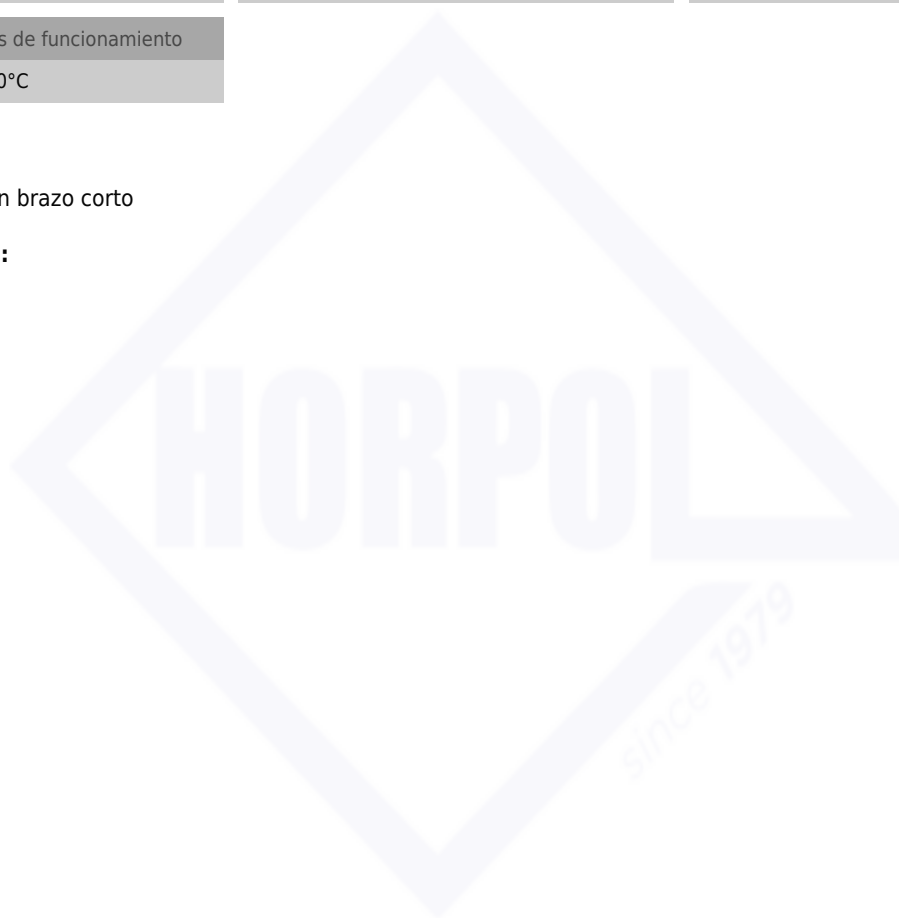 s de funcionamiento
0°C
n brazo corto
:
HORPOL
since 1979